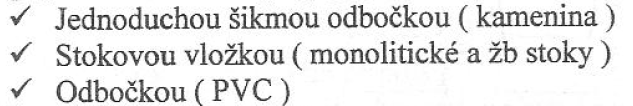 ✓ Jednoduchou šikmou odbočkou ( kamenina )
✓ Stokovou vložkou ( monolitické a žb stoky )
✓ Odbočkou ( PVC )